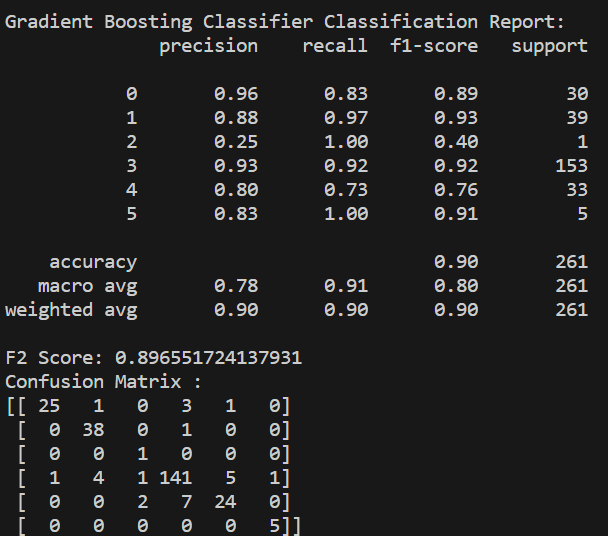 Gradient Boosting Classifier Classification Report:
              precision    recall  f1-score   support

           0       0.96      0.83      0.89        30
           1       0.88      0.97      0.93        39
           2       0.25      1.00      0.40         1
           3       0.93      0.92      0.92       153
           4       0.80      0.73      0.76        33
           5       0.83      1.00      0.91         5

    accuracy                           0.90       261
   macro avg       0.78      0.91      0.80       261
weighted avg       0.90      0.90      0.90       261

F2 Score: 0.896551724137931
Confusion Matrix :
[[ 25   1   0   3   1   0]
 [  0  38   0   1   0   0]
 [  0   0   1   0   0   0]
 [  1   4   1 141   5   1]
 [  0   0   2   7  24   0]
 [  0   0   0   0   0   5]]